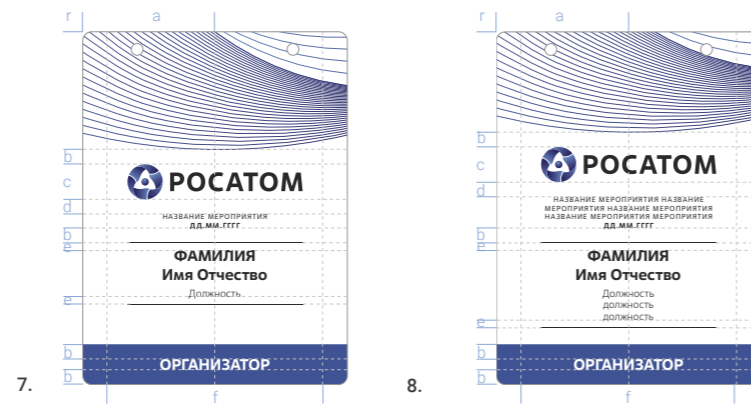 r a
b
c
d
b
e
e
b
b
f
РОСАТОМ
НАЗВАНИЕ МЕРОПРИЯТИЯ
ДД.ММ.ГГГГ
ФАМИЛИЯ
Имя Отчество
Должность
ОРГАНИЗАТОР
7.
r a
b
c
d
b
e
e
b
b
f
РОСАТОМ
НАЗВАНИЕ МЕРОПРИЯТИЯ НАЗВАНИЕ
МЕРОПРИЯТИЯ НАЗВАНИЕ МЕРОПРИЯТИЯ
НАЗВАНИЕ МЕРОПРИЯТИЯ МЕРОПРИЯТИЯ
ДД.ММ.ГГГГ
ФАМИЛИЯ
Имя Отчество
Должность
должность
должность
ОРГАНИЗАТОР
8.